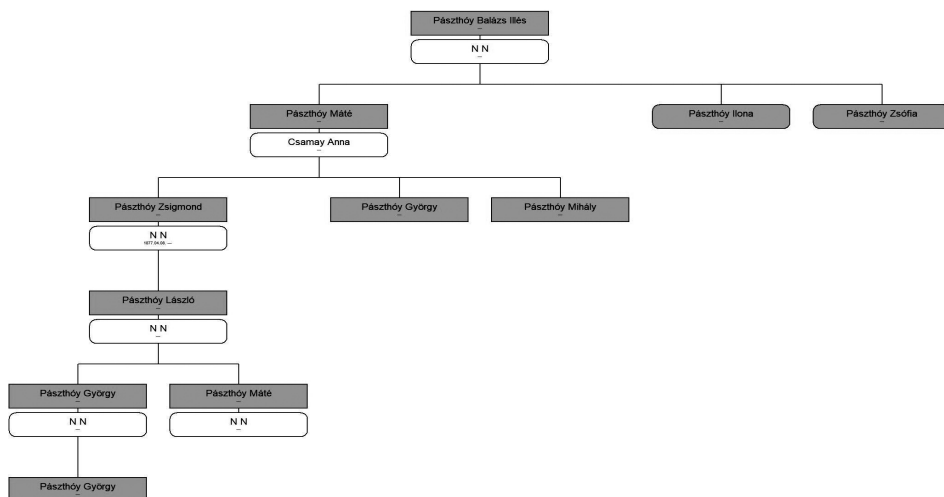 Pászthóy Balázs Illés
—
N N
—
Pászthóy Máté
—
Pászthóy Ilona
—
Pászthóy Zsófia
—
Csamay Anna
—
Pászthóy Zsigmond
—
Pászthóy György
—
Pászthóy Mihály
—
N N
Pászthóy László
—
N N
—
Pászthóy György
—
Pászthóy Máté
—
N N
—
N N
—
Pászthóy György
—